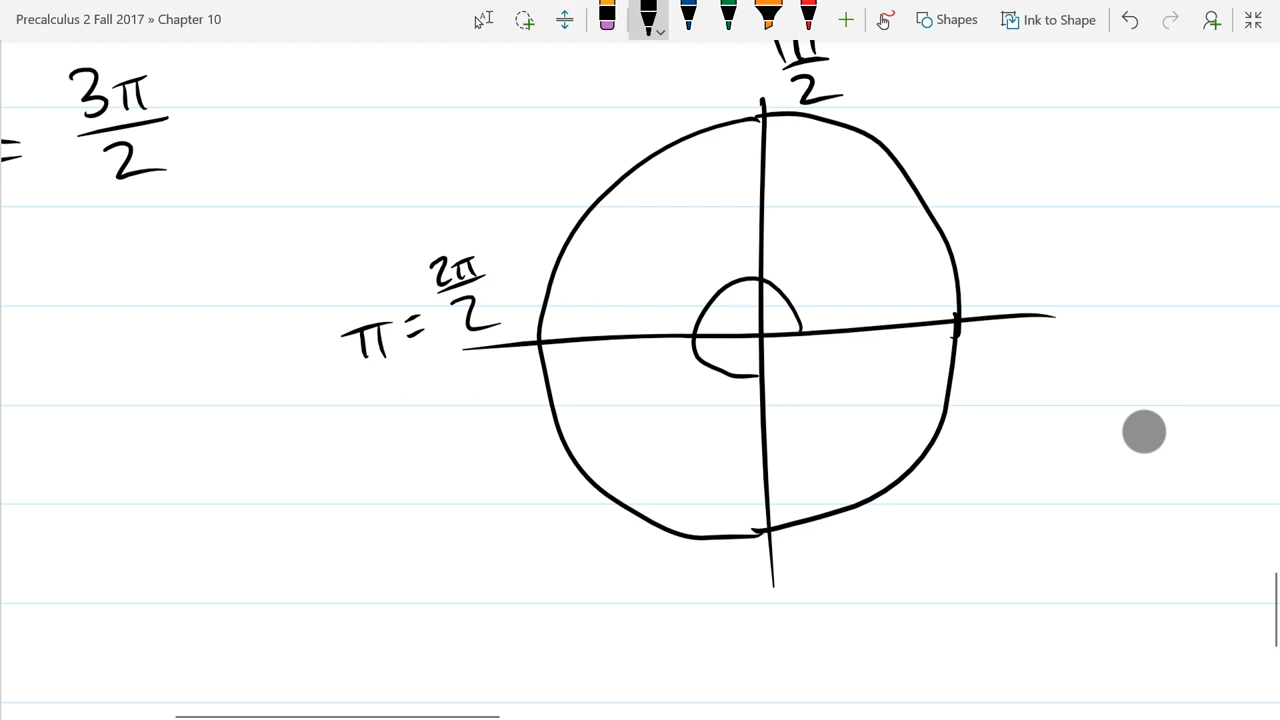 Precalculus 2 Fall 2017 » Chapter 10
Shapes
Ink to Shape
= 3π/2
π/2
π = 2π/2